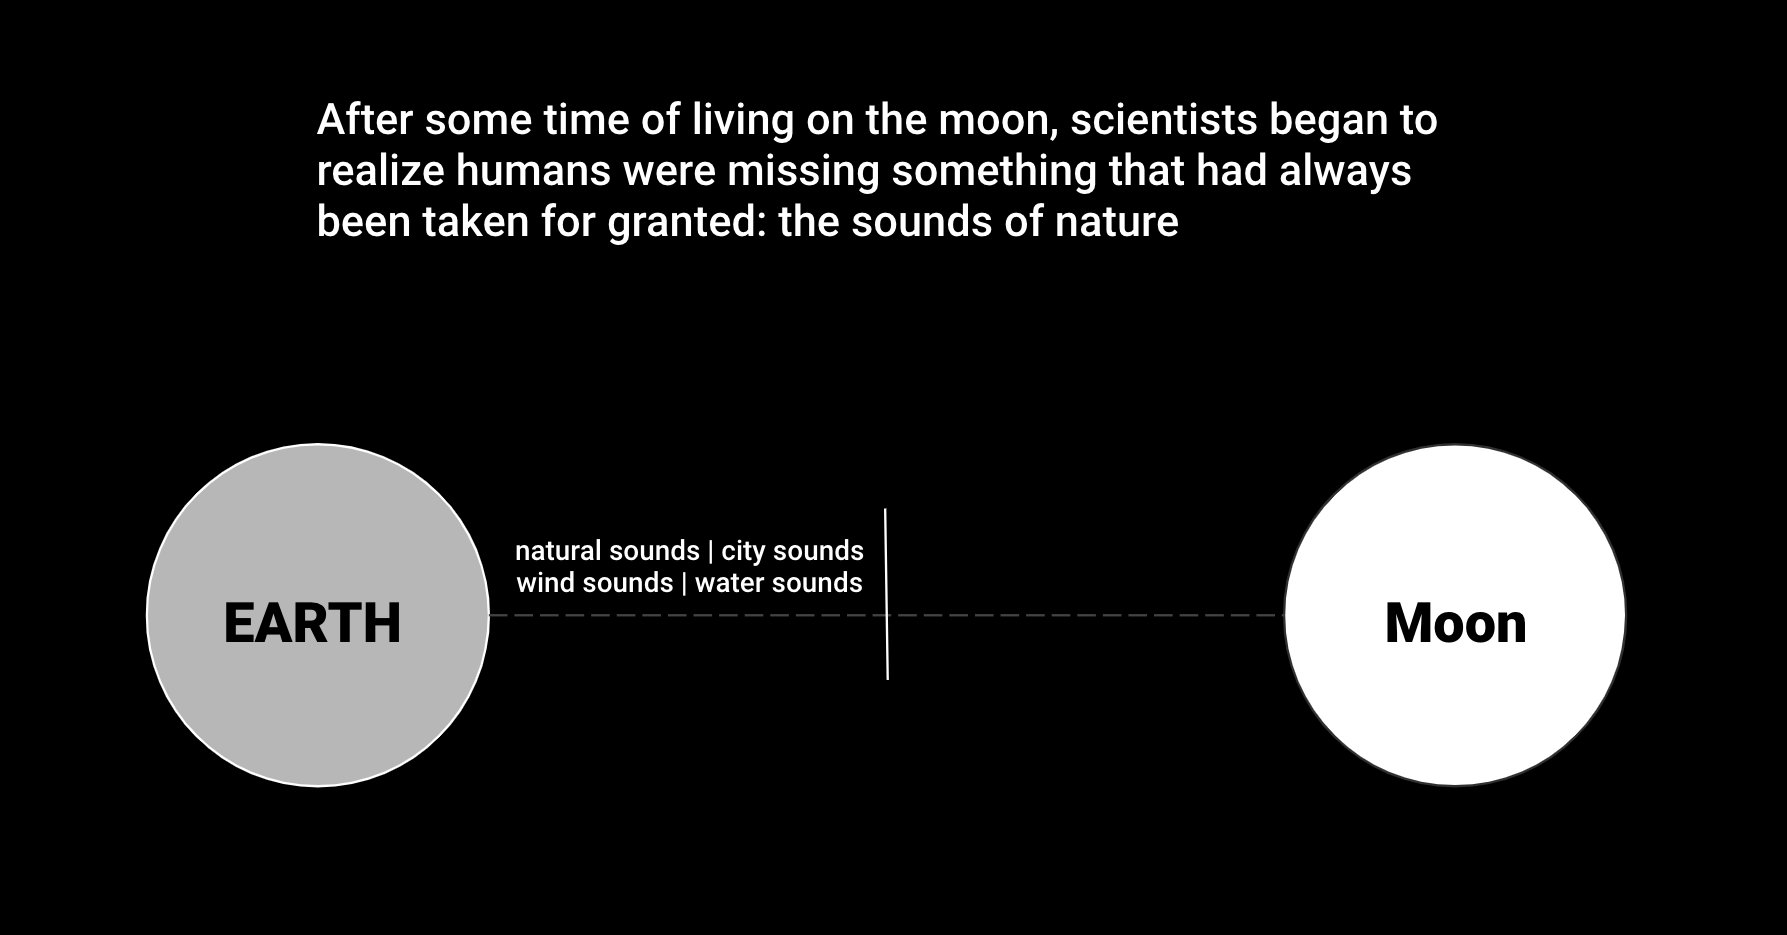 After some time of living on the moon, scientists began to
realize humans were missing something that had always
been taken for granted: the sounds of nature
natural sounds | city sounds
wind sounds | water sounds
EARTH
Moon